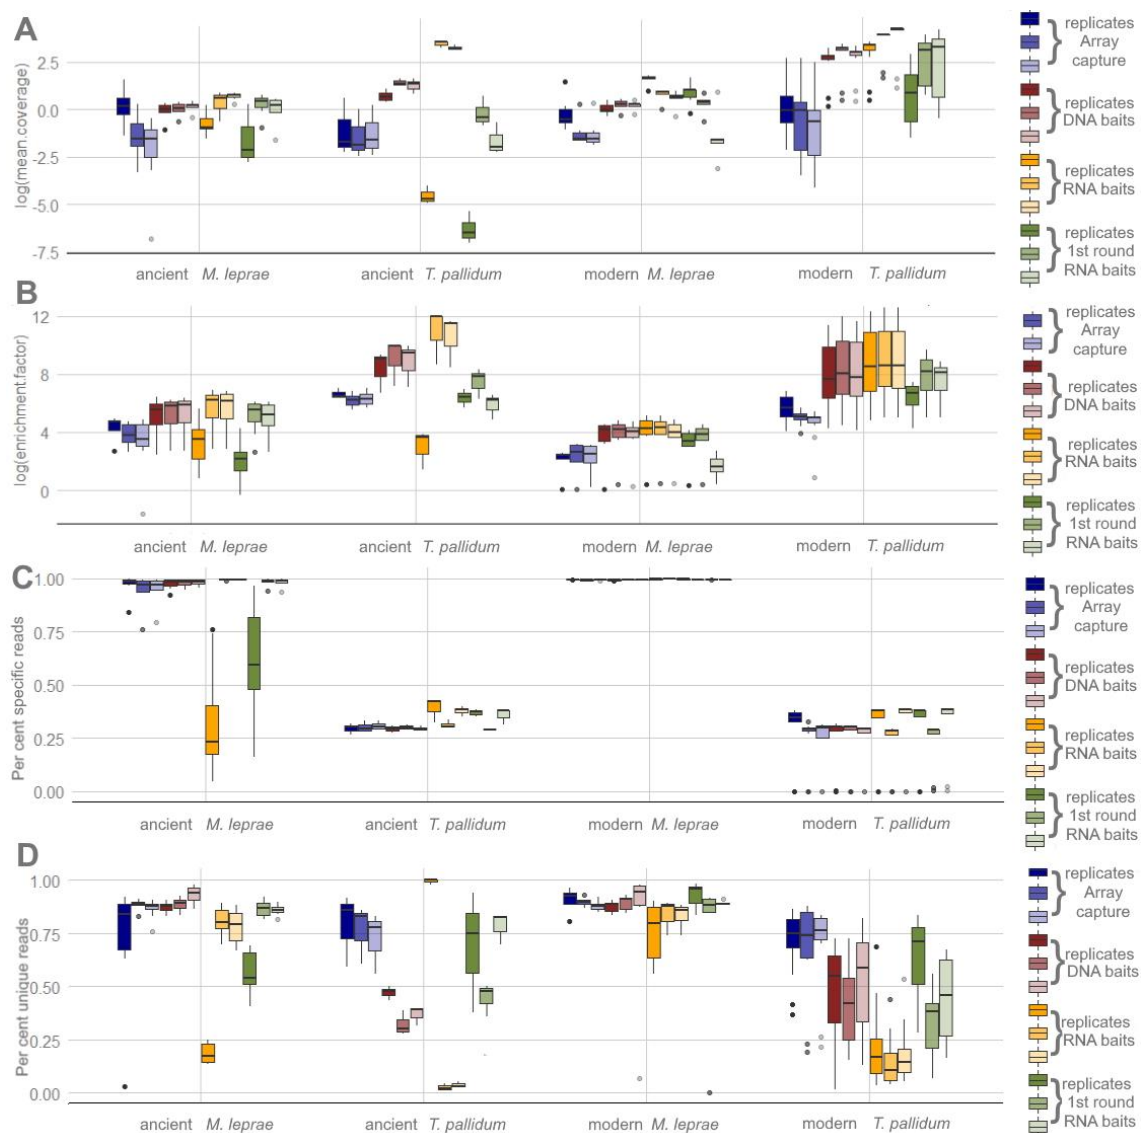 A
log(mean.coverage)
2.5
0.0
-2.5
-5.0
-7.5
ancient M. leprae
ancient T. pallidum
modern M. leprae
modern T. pallidum
replicates
Array
capture
replicates
DNA baits
replicates
RNA baits
replicates
1st round
RNA baits
B
log(enrichment.factor)
12
8
4
0
ancient M. leprae
ancient T. pallidum
modern M. leprae
modern T. pallidum
replicates
Array
capture
replicates
DNA baits
replicates
RNA baits
replicates
1st round
RNA baits
C
Per cent specific reads
1.00
0.75
0.50
0.25
0.00
ancient M. leprae
ancient T. pallidum
modern M. leprae
modern T. pallidum
replicates
Array
capture
replicates
DNA baits
replicates
RNA baits
replicates
1st round
RNA baits
D
Per cent unique reads
1.00
0.75
0.50
0.25
0.00
ancient M. leprae
ancient T. pallidum
modern M. leprae
modern T. pallidum
replicates
Array
capture
replicates
DNA baits
replicates
RNA baits
replicates
1st round
RNA baits